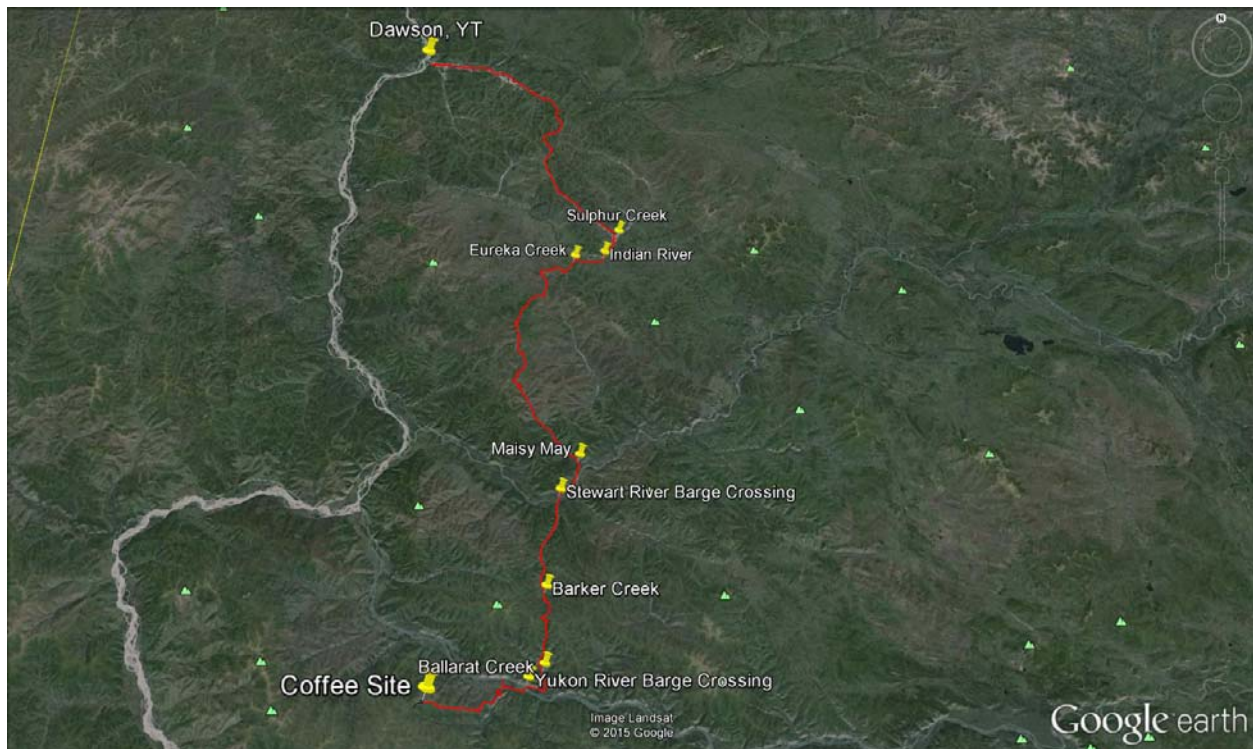 N
Dawson, YT
Sulphur Creek
Eureka Creek
Indian River
Maisy May
Stewart River Barge Crossing
Barker Creek
Ballarat Creek
Yukon River Barge Crossing
Coffee Site
Image Landsat
© 2015 Google
Google earth